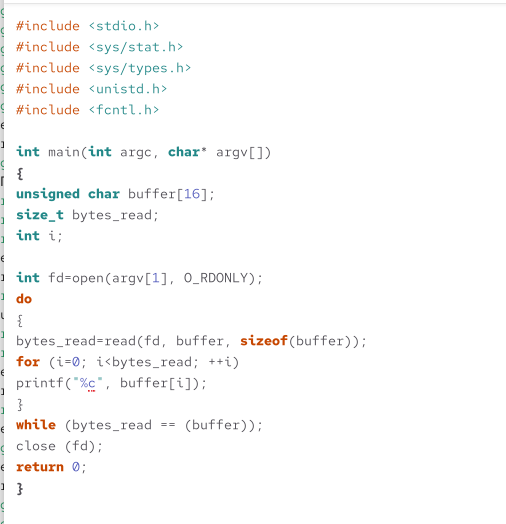 #include <stdio.h>
#include <sys/stat.h>
#include <sys/types.h>
#include <unistd.h>
#include <fcntl.h>
int main(int argc, char* argv[])
{
unsigned char buffer[16];
size_t bytes_read;
int i;
int fd=open(argv[1], O_RDONLY);
do
{
bytes_read=read(fd, buffer, sizeof(buffer));
for (i=0; i<bytes_read; ++i)
printf("%c", buffer[i]);
}
while (bytes_read == (buffer));
close (fd);
return 0;
}